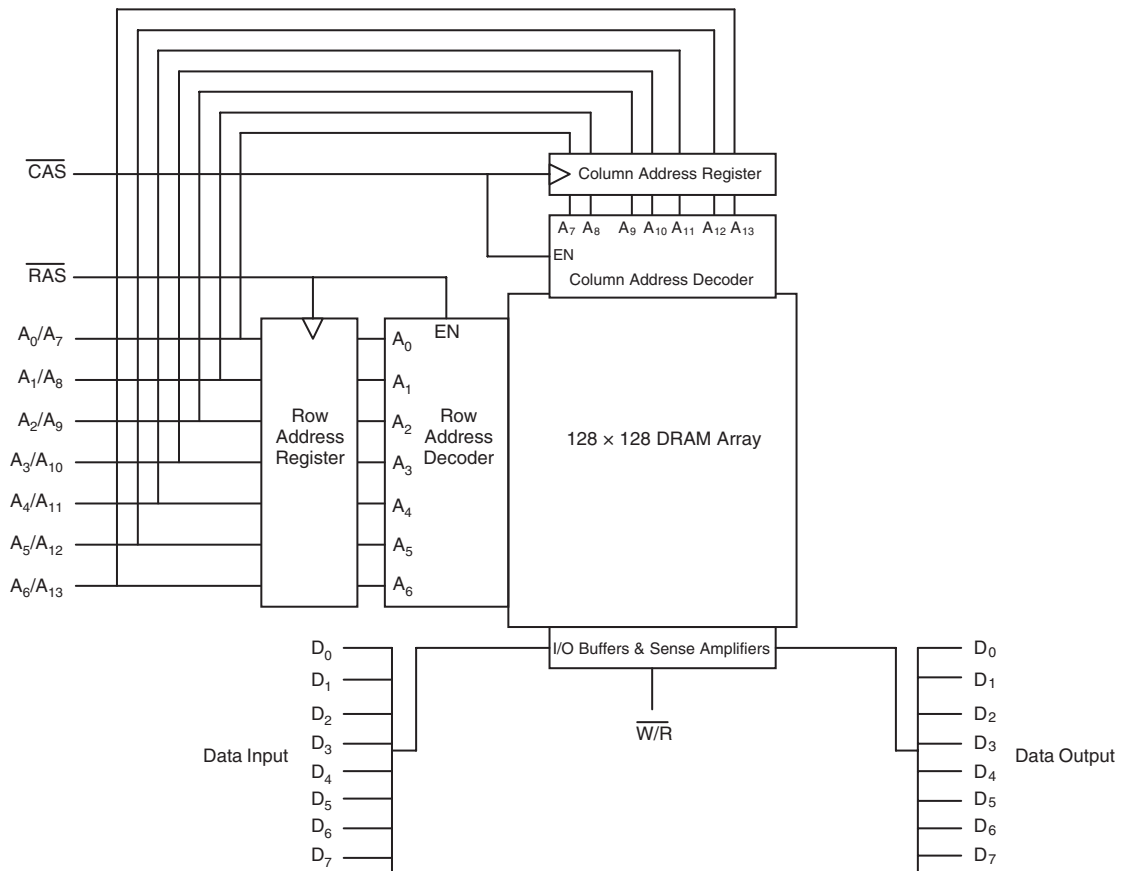 CAS
Column Address Register
A7 A8 A9 A10 A11 A12 A13
EN
Column Address Decoder
RAS
A0/A7
A1/A8
A2/A9
A3/A10
A4/A11
A5/A12
A6/A13
Row
Address
Register
EN
A0
A1
A2
A3
A4
A5
A6
Row
Address
Decoder
128 × 128 DRAM Array
I/O Buffers & Sense Amplifiers
W/R
Data Input
D0
D1
D2
D3
D4
D5
D6
D7
D0
D1
D2
D3
D4
D5
D6
D7
Data Output